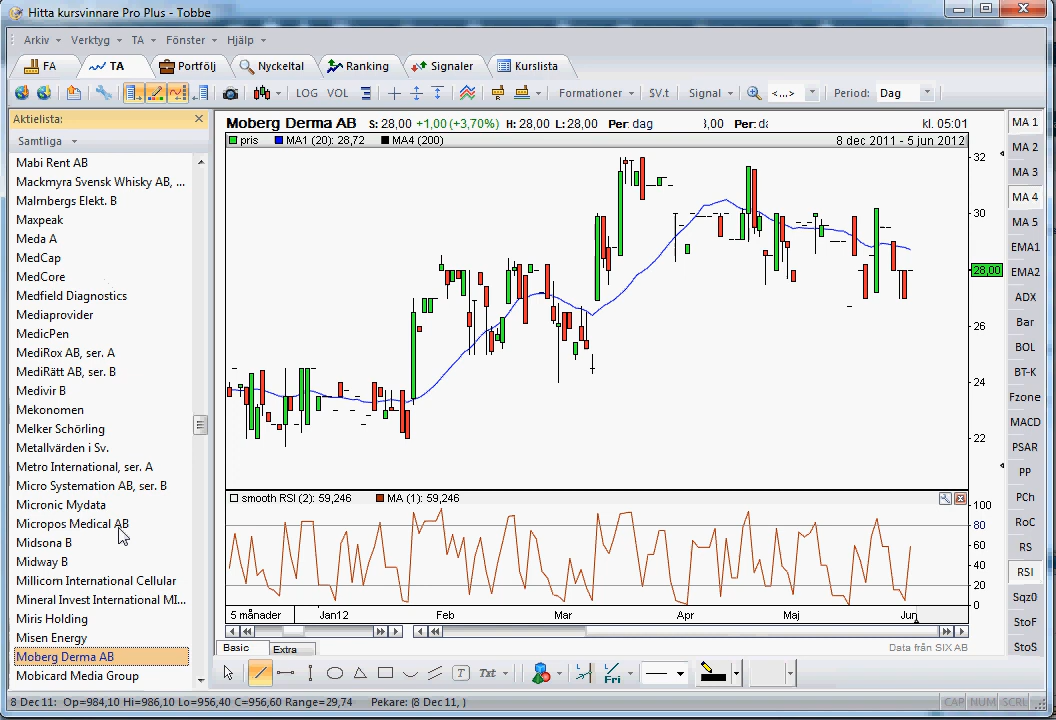 Hitta kursvinnare Pro Plus - Tobbe
Arkiv Verktyg TA Fönster Hjälp
FA TA Portfölj Nyckeltal Ranking Signaler Kurslista
LOG VOL Formationer SV.t Signal <...> Period: Dag
Aktielista:
Samtliga
Mabi Rent AB
Mackmyra Svensk Whisky AB, ...
Malmbergs Elekt. B
Maxpeak
Meda A
MedCap
MedCore
Medfield Diagnostics
Mediaprovider
MedicPen
MediRox AB, ser. A
MediRätt AB, ser. B
Medivir B
Mekonomen
Melker Schörling
Metallvärden i Sv.
Metro International, ser. A
Micro Systemation AB, ser. B
Micronic Mydata
Micropos Medical AB
Midsona B
Midway B
Millicom International Cellular
Mineral Invest International MI...
Miris Holding
Misen Energy
Moberg Derma AB
Mobicard Media Group
Moberg Derma AB S: 28,00 +1,00 (+3,70%) H: 28,00 L: 28,00 Per: dag 3,00 Per: da kl. 05:01
pris MA1 (20): 28,72 MA4 (200) 8 dec 2011 - 5 jun 2012
32
30
28,00
26
24
22
smooth RSI (2): 59,246 MA (1): 59,246
100
80
60
40
20
0
5 månader Jan12 Feb Mar Apr Maj Jun
Basic Extra
Data från SIX AB
T Txt Fri
MA 1
MA 2
MA 3
MA 4
MA 5
EMA1
EMA2
ADX
Bar
BOL
BT-K
Fzone
MACD
PSAR
PP
PCh
RoC
RS
RSI
Sqz0
StoF
StoS
8 Dec 11: Op=984,10 Hi=986,10 Lo=956,40 C=956,60 Range=29,74 Pekare: (8 Dec 11, )
CAP NUM SCRL